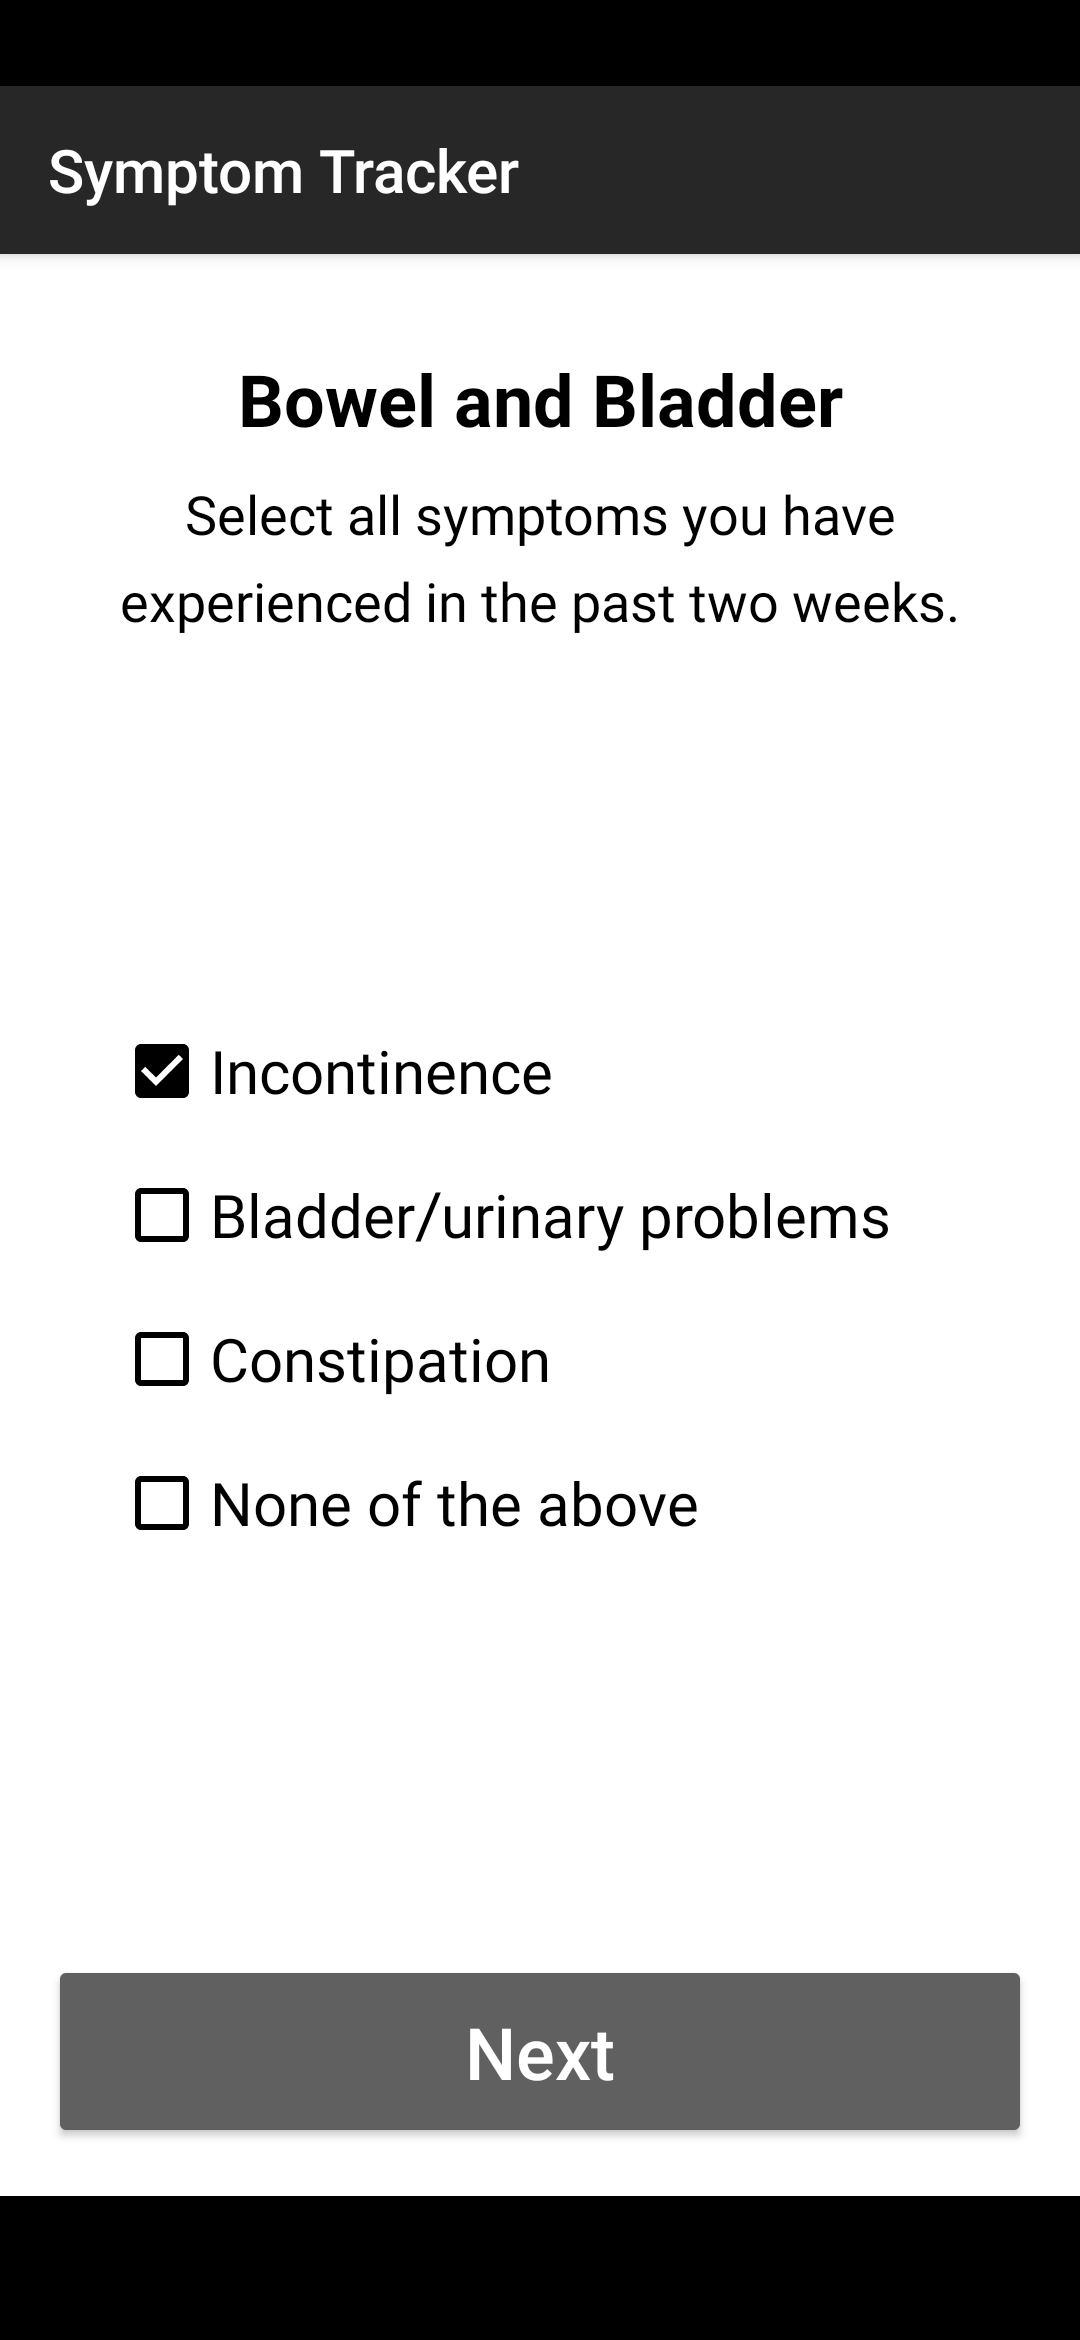 Symptom Tracker
Bowel and Bladder
Select all symptoms you have
experienced in the past two weeks.
Incontinence
Bladder/urinary problems
Constipation
None of the above
Next